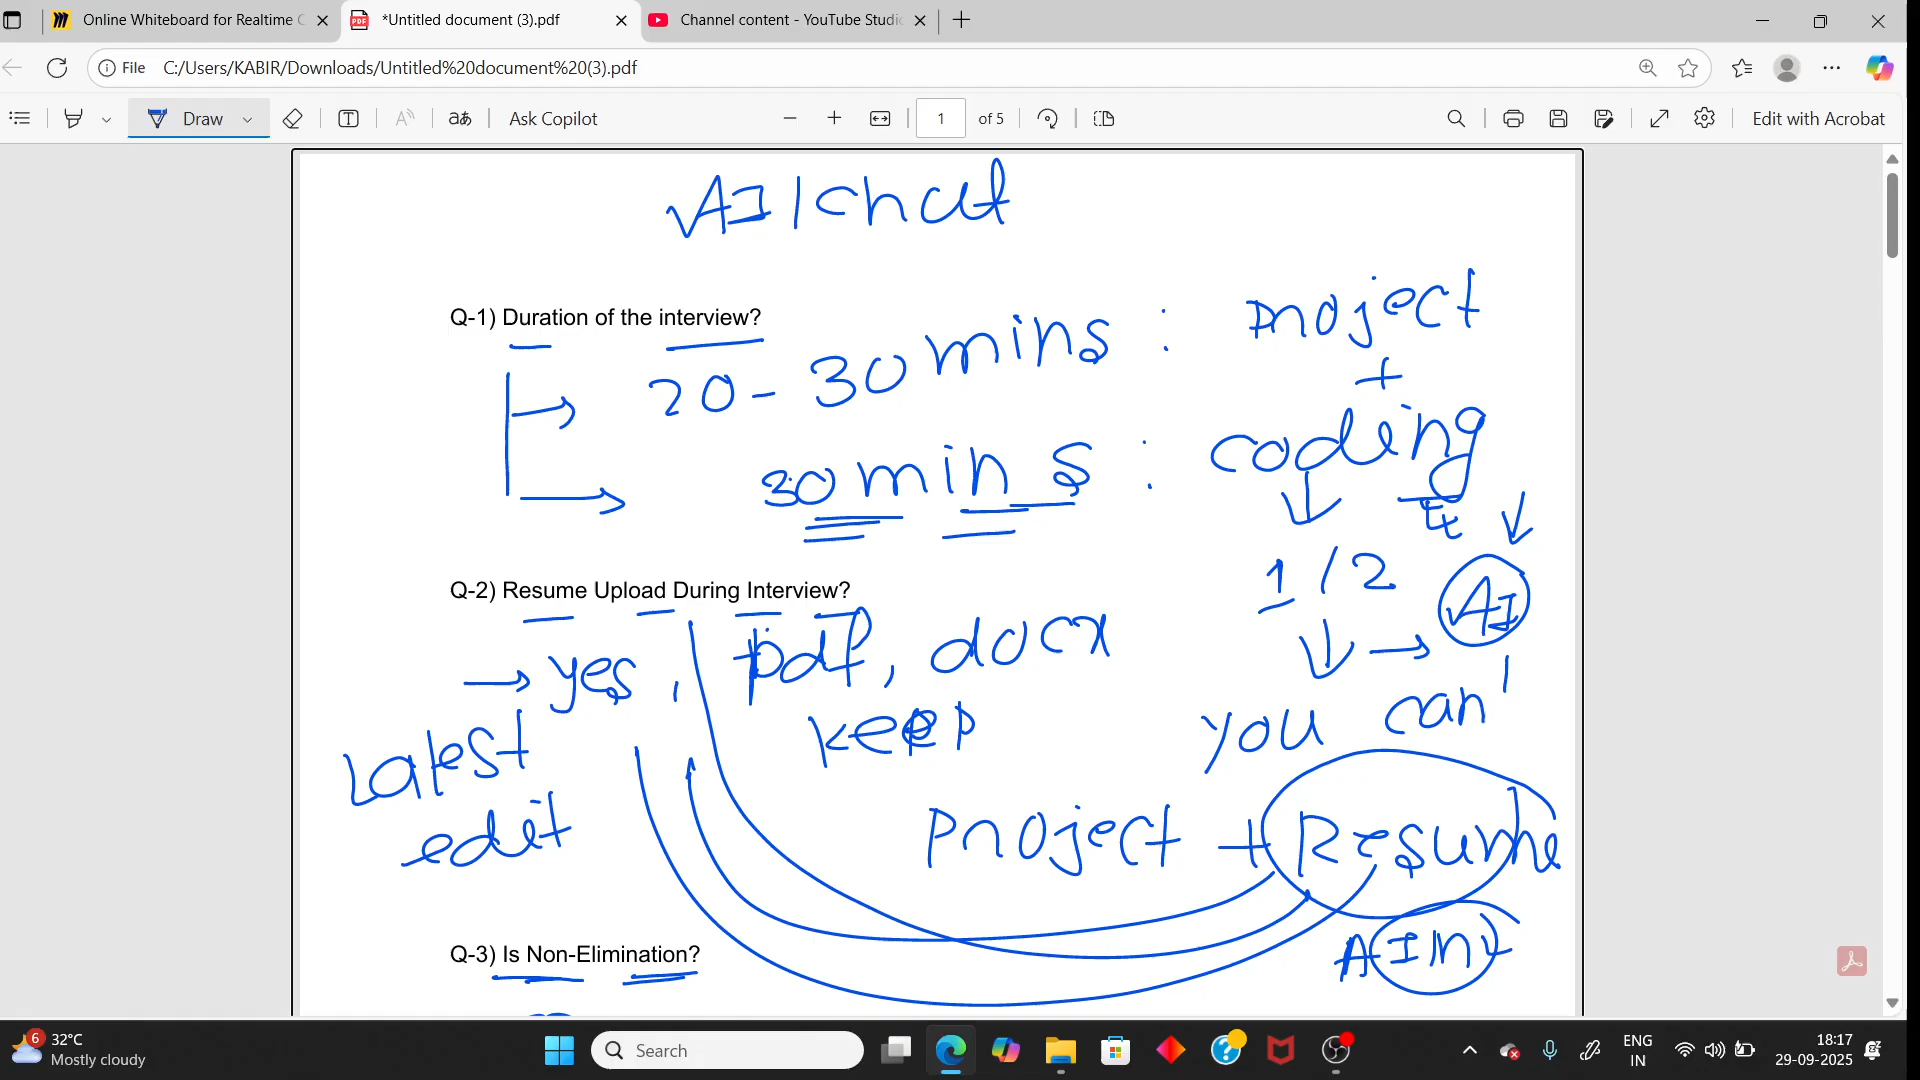 Online Whiteboard for Realtime C
*Untitled document (3).pdf
Channel content - YouTube Studio
File C:/Users/KABIR/Downloads/Untitled%20document%20(3).pdf
Draw
Ask Copilot
1 of 5
Edit with Acrobat
AI/chat
Q-1) Duration of the interview?
20-30 mins : project
+
30 mins : coding
1/2
AI
Q-2) Resume Upload During Interview?
yes, pdf, docx
keep
you can
Latest
edit
project + Resume
Q-3) Is Non-Elimination?
6
32°C
Mostly cloudy
Search
ENG
IN
18:17
29-09-2025